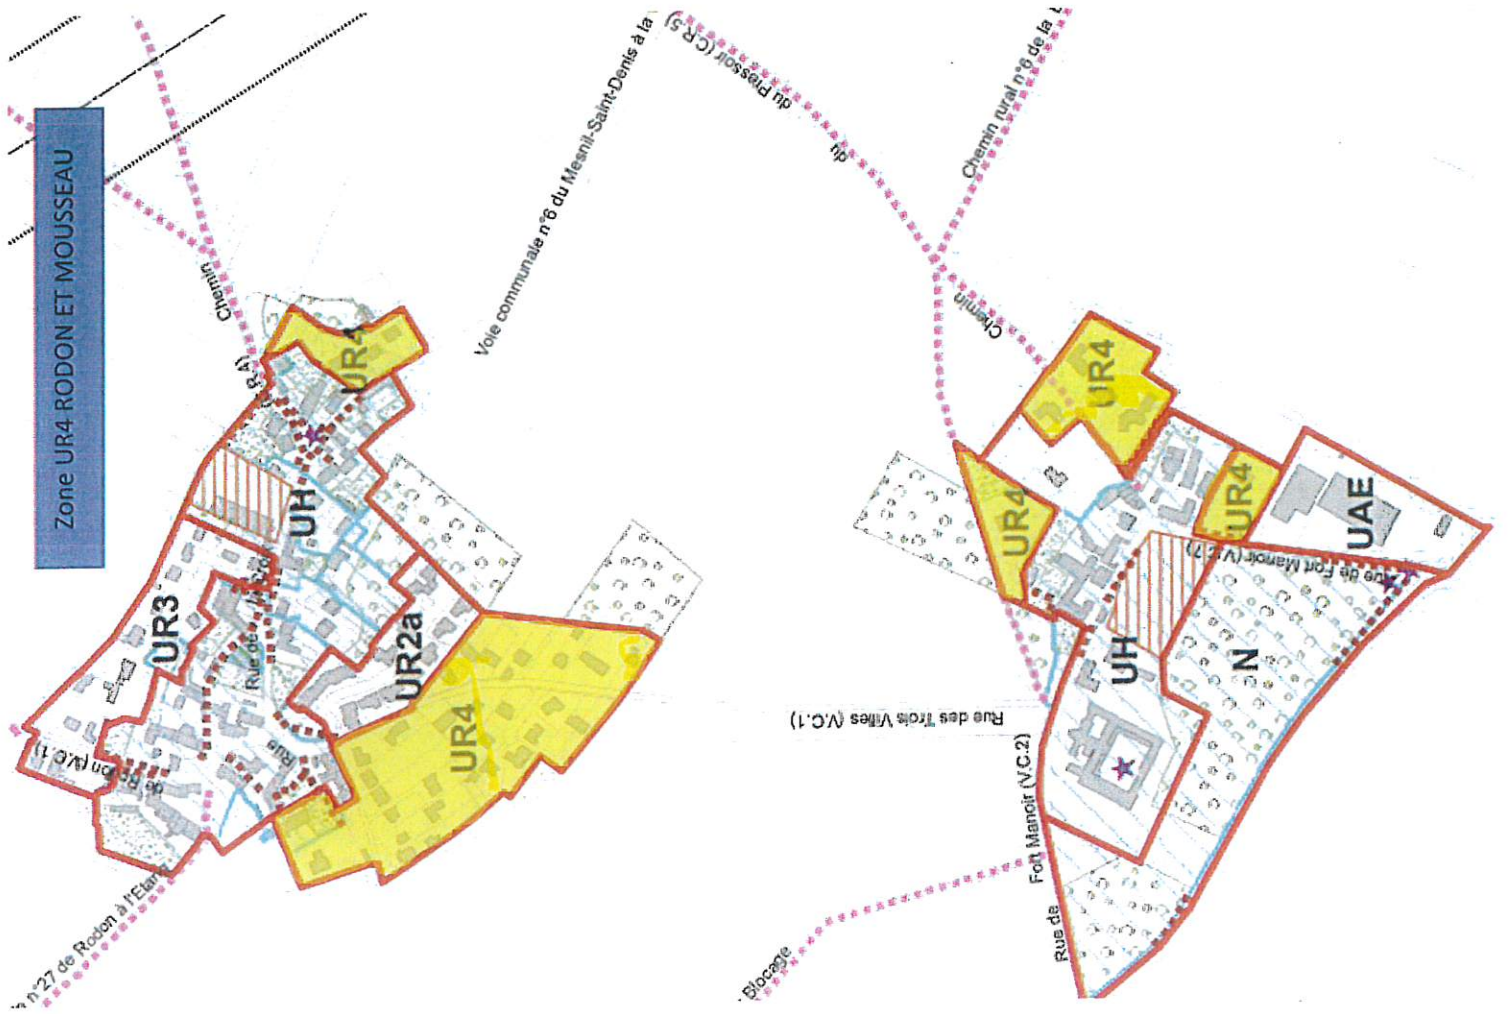 Zone UR4 RODON ET MOUSSEAU
Chemin
R.4)
UR4
UH
UR3
Rue de
UR2a
UR4
Rue
de Rodon (V.C.1)
n°27 de Rodon à l'Etang
Voie communale n°6 du Mesnil-Saint-Denis à la
du Pressoir (C.R.5)
du
Chemin
Chemin rural n°6 de la
UR4
UR4
UR4
UAE
Rue de Fort Manoir (V.C.7)
UH
N
Rue des Trois Villes (V.C.1)
Rue de Fort Manoir (V.C.2)
Blocage